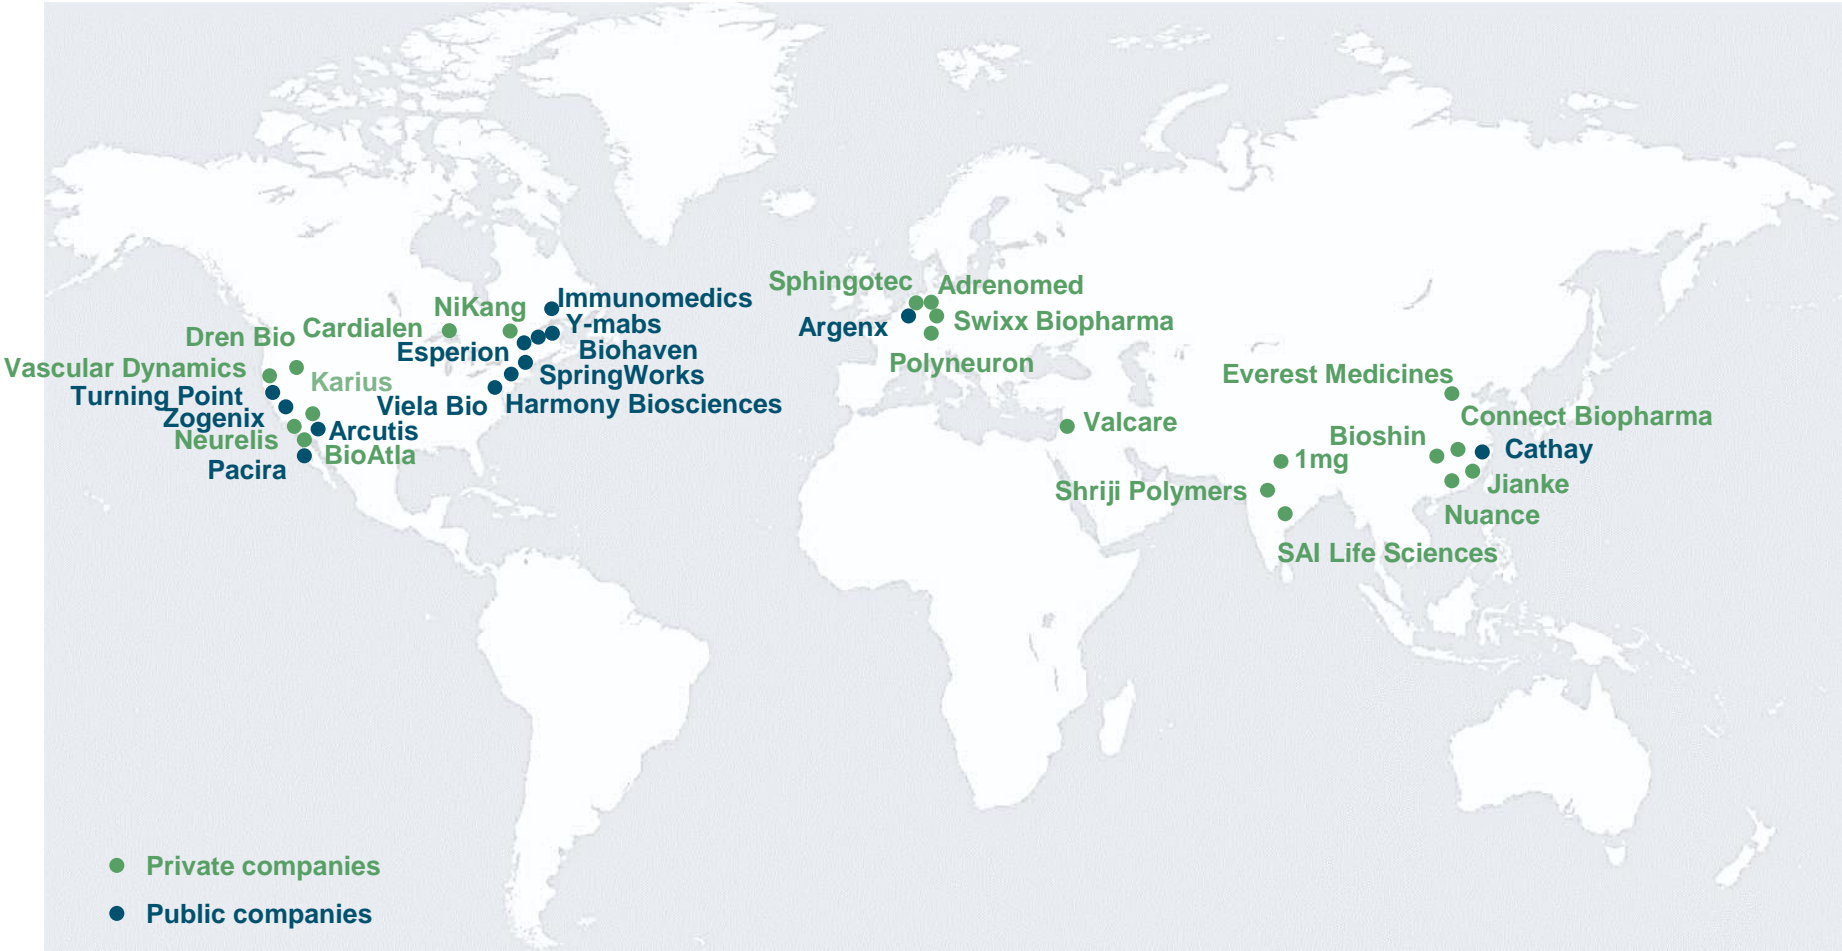 Sphingotec
Adrenomed
Immunomedics
NiKang
Argenx
Swixx Biopharma
Y-mabs
Cardialen
Dren Bio
Esperion
Biohaven
Polyneuron
Vascular Dynamics
Karius
SpringWorks
Everest Medicines
Turning Point
Viela Bio
Harmony Biosciences
Zogenix
Connect Biopharma
Valcare
Neurelis
Arcutis
Bioshin
Cathay
BioAtla
1mg
Pacira
Shriji Polymers
Jianke
Nuance
SAI Life Sciences
Private companies
Public companies